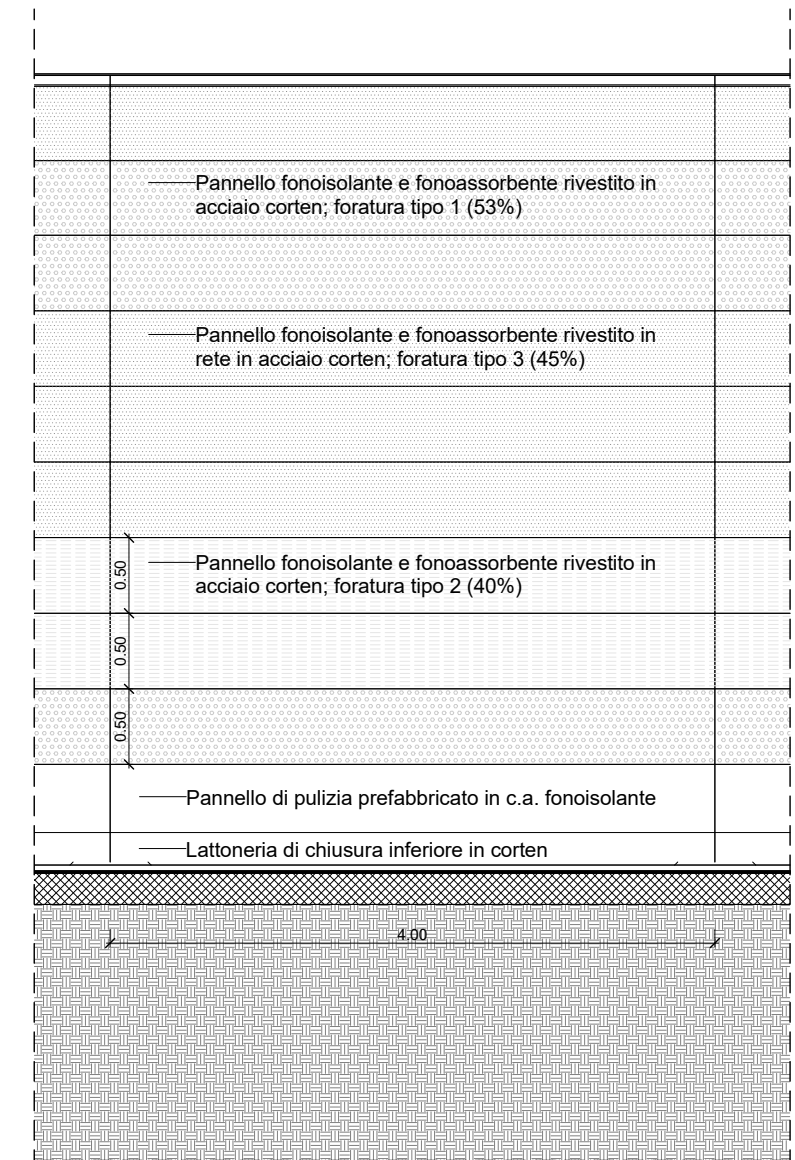 Pannello fonoisolante e fonoassorbente rivestito in
acciaio corten; foratura tipo 1 (53%)
Pannello fonoisolante e fonoassorbente rivestito in
rete in acciaio corten; foratura tipo 3 (45%)
Pannello fonoisolante e fonoassorbente rivestito in
acciaio corten; foratura tipo 2 (40%)
0.50
0.50
0.50
Pannello di pulizia prefabbricato in c.a. fonoisolante
Lattoneria di chiusura inferiore in corten
4.00